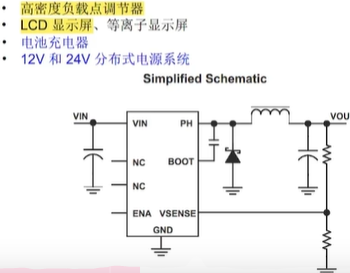 • 高密度负载点调节器
• LCD 显示屏、等离子显示屏
• 电池充电器
• 12V 和 24V 分布式电源系统
Simplified Schematic
VIN
VOU
VIN PH
NC BOOT
NC
ENA VSENSE
GND